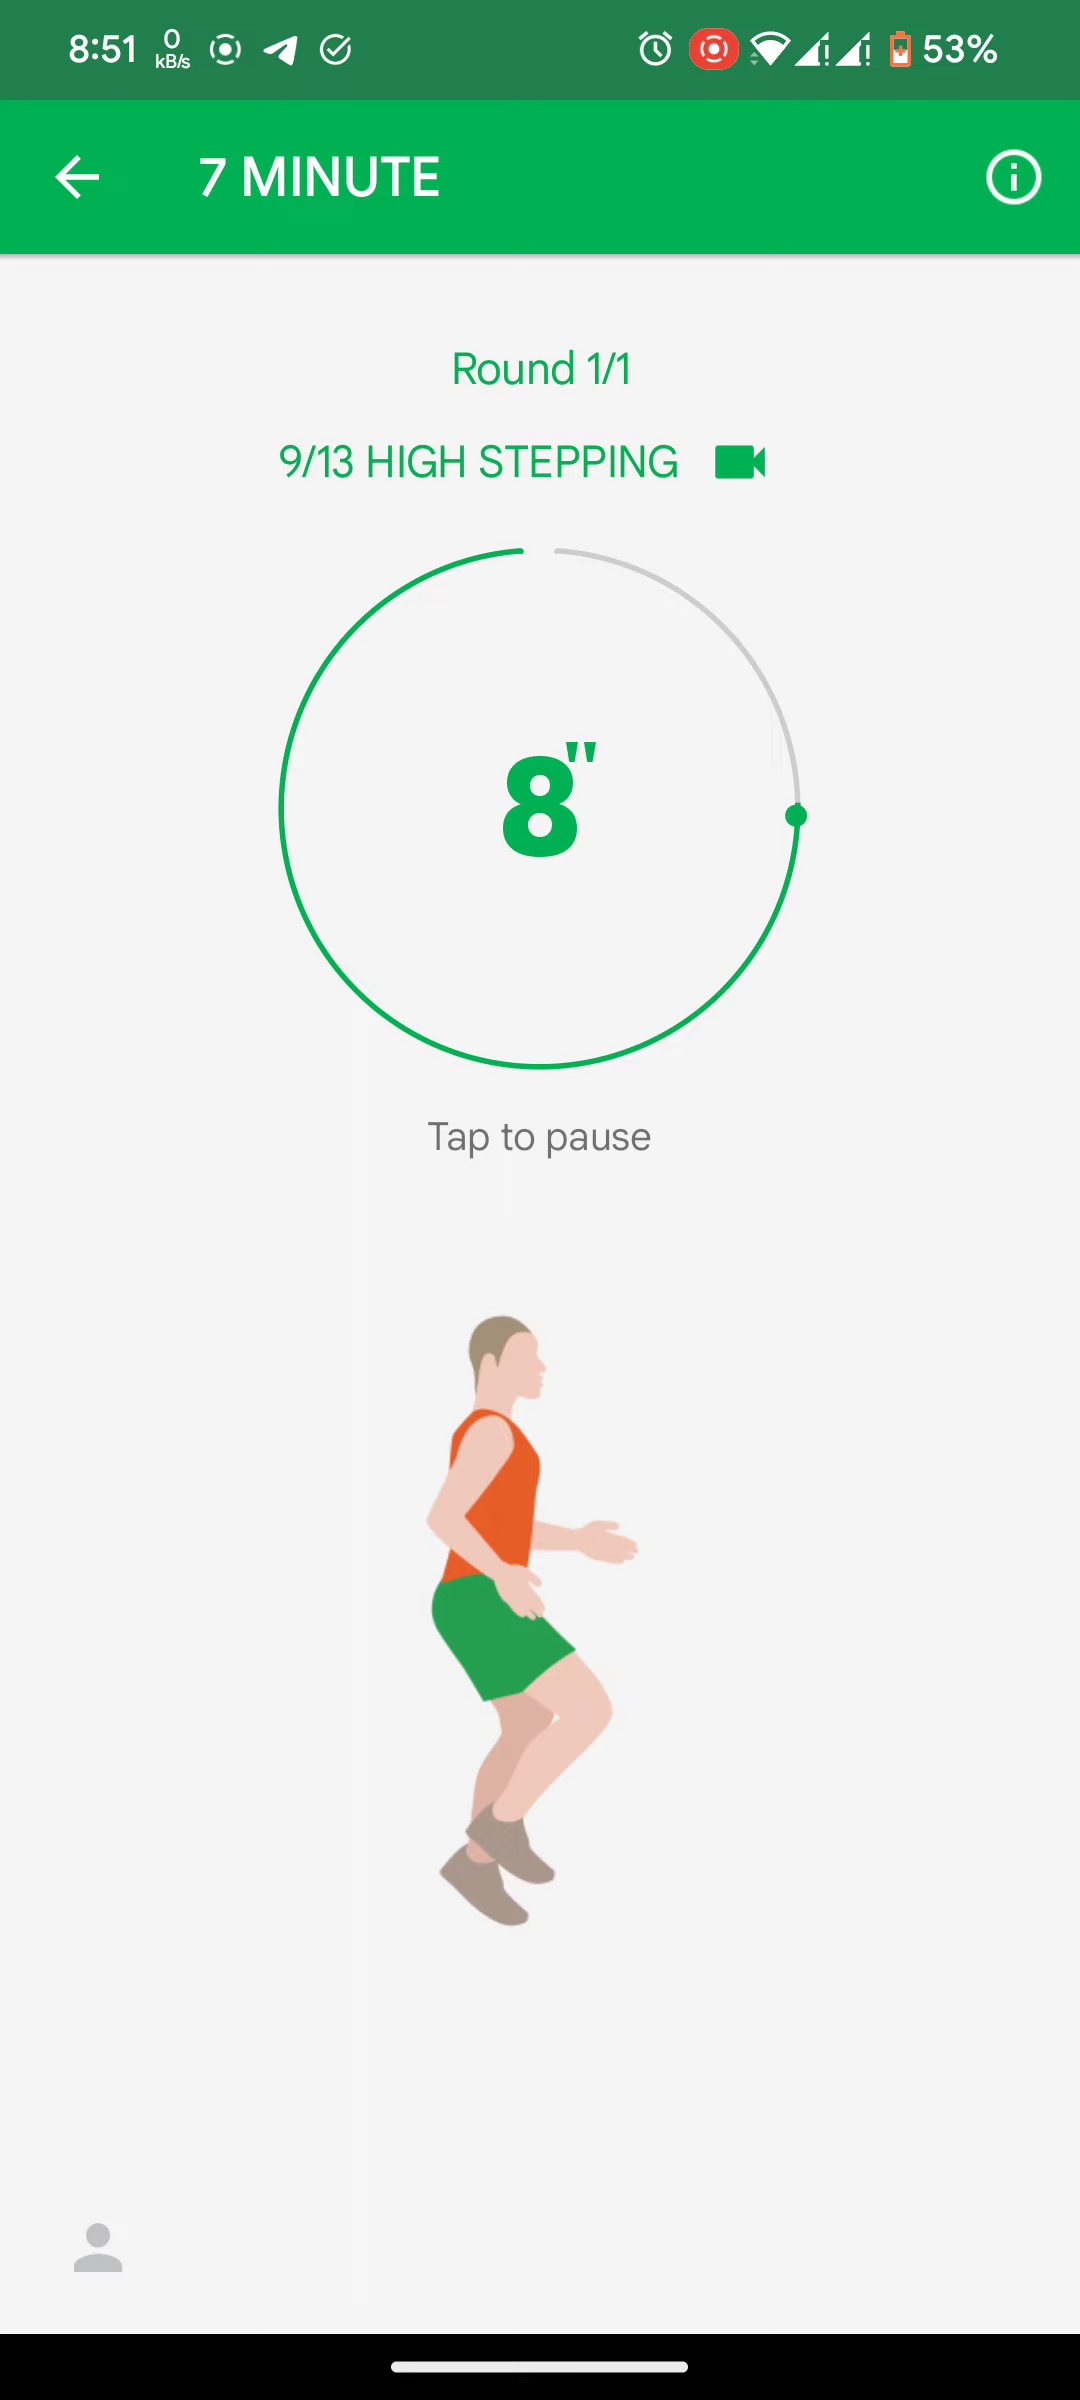 8:51 0 kB/s 53%
7 MINUTE
Round 1/1
9/13 HIGH STEPPING
8"
Tap to pause